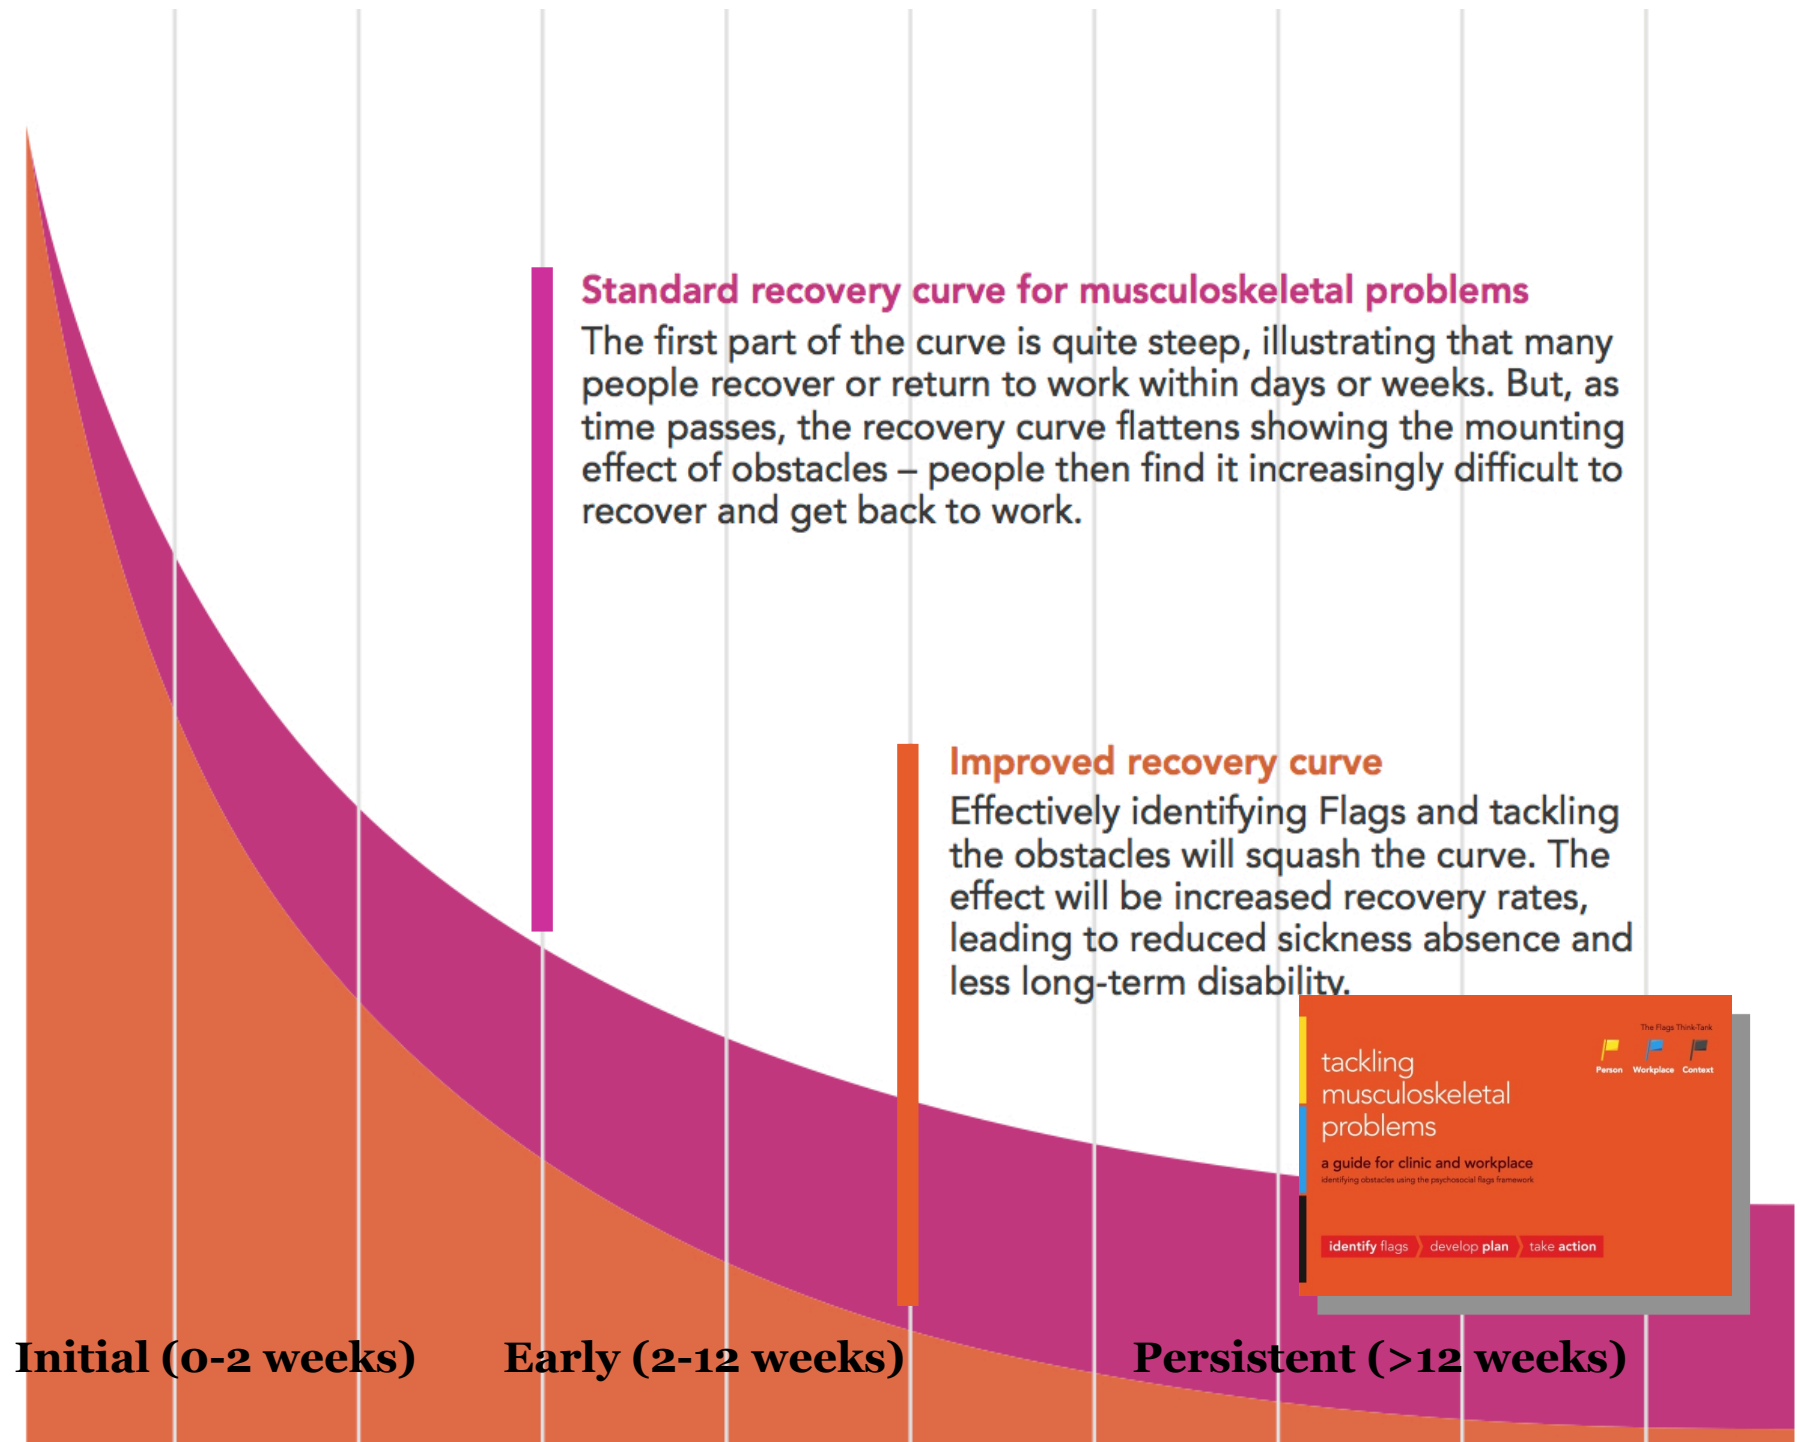 Standard recovery curve for musculoskeletal problems
The first part of the curve is quite steep, illustrating that many
people recover or return to work within days or weeks. But, as
time passes, the recovery curve flattens showing the mounting
effect of obstacles – people then find it increasingly difficult to
recover and get back to work.
Improved recovery curve
Effectively identifying Flags and tackling
the obstacles will squash the curve. The
effect will be increased recovery rates,
leading to reduced sickness absence and
less long-term disability.
The Flags Think-Tank
Person Workplace Context
tackling
musculoskeletal
problems
a guide for clinic and workplace
identifying obstacles using the psychosocial flags framework
identify flags develop plan take action
Initial (0-2 weeks) Early (2-12 weeks) Persistent (>12 weeks)